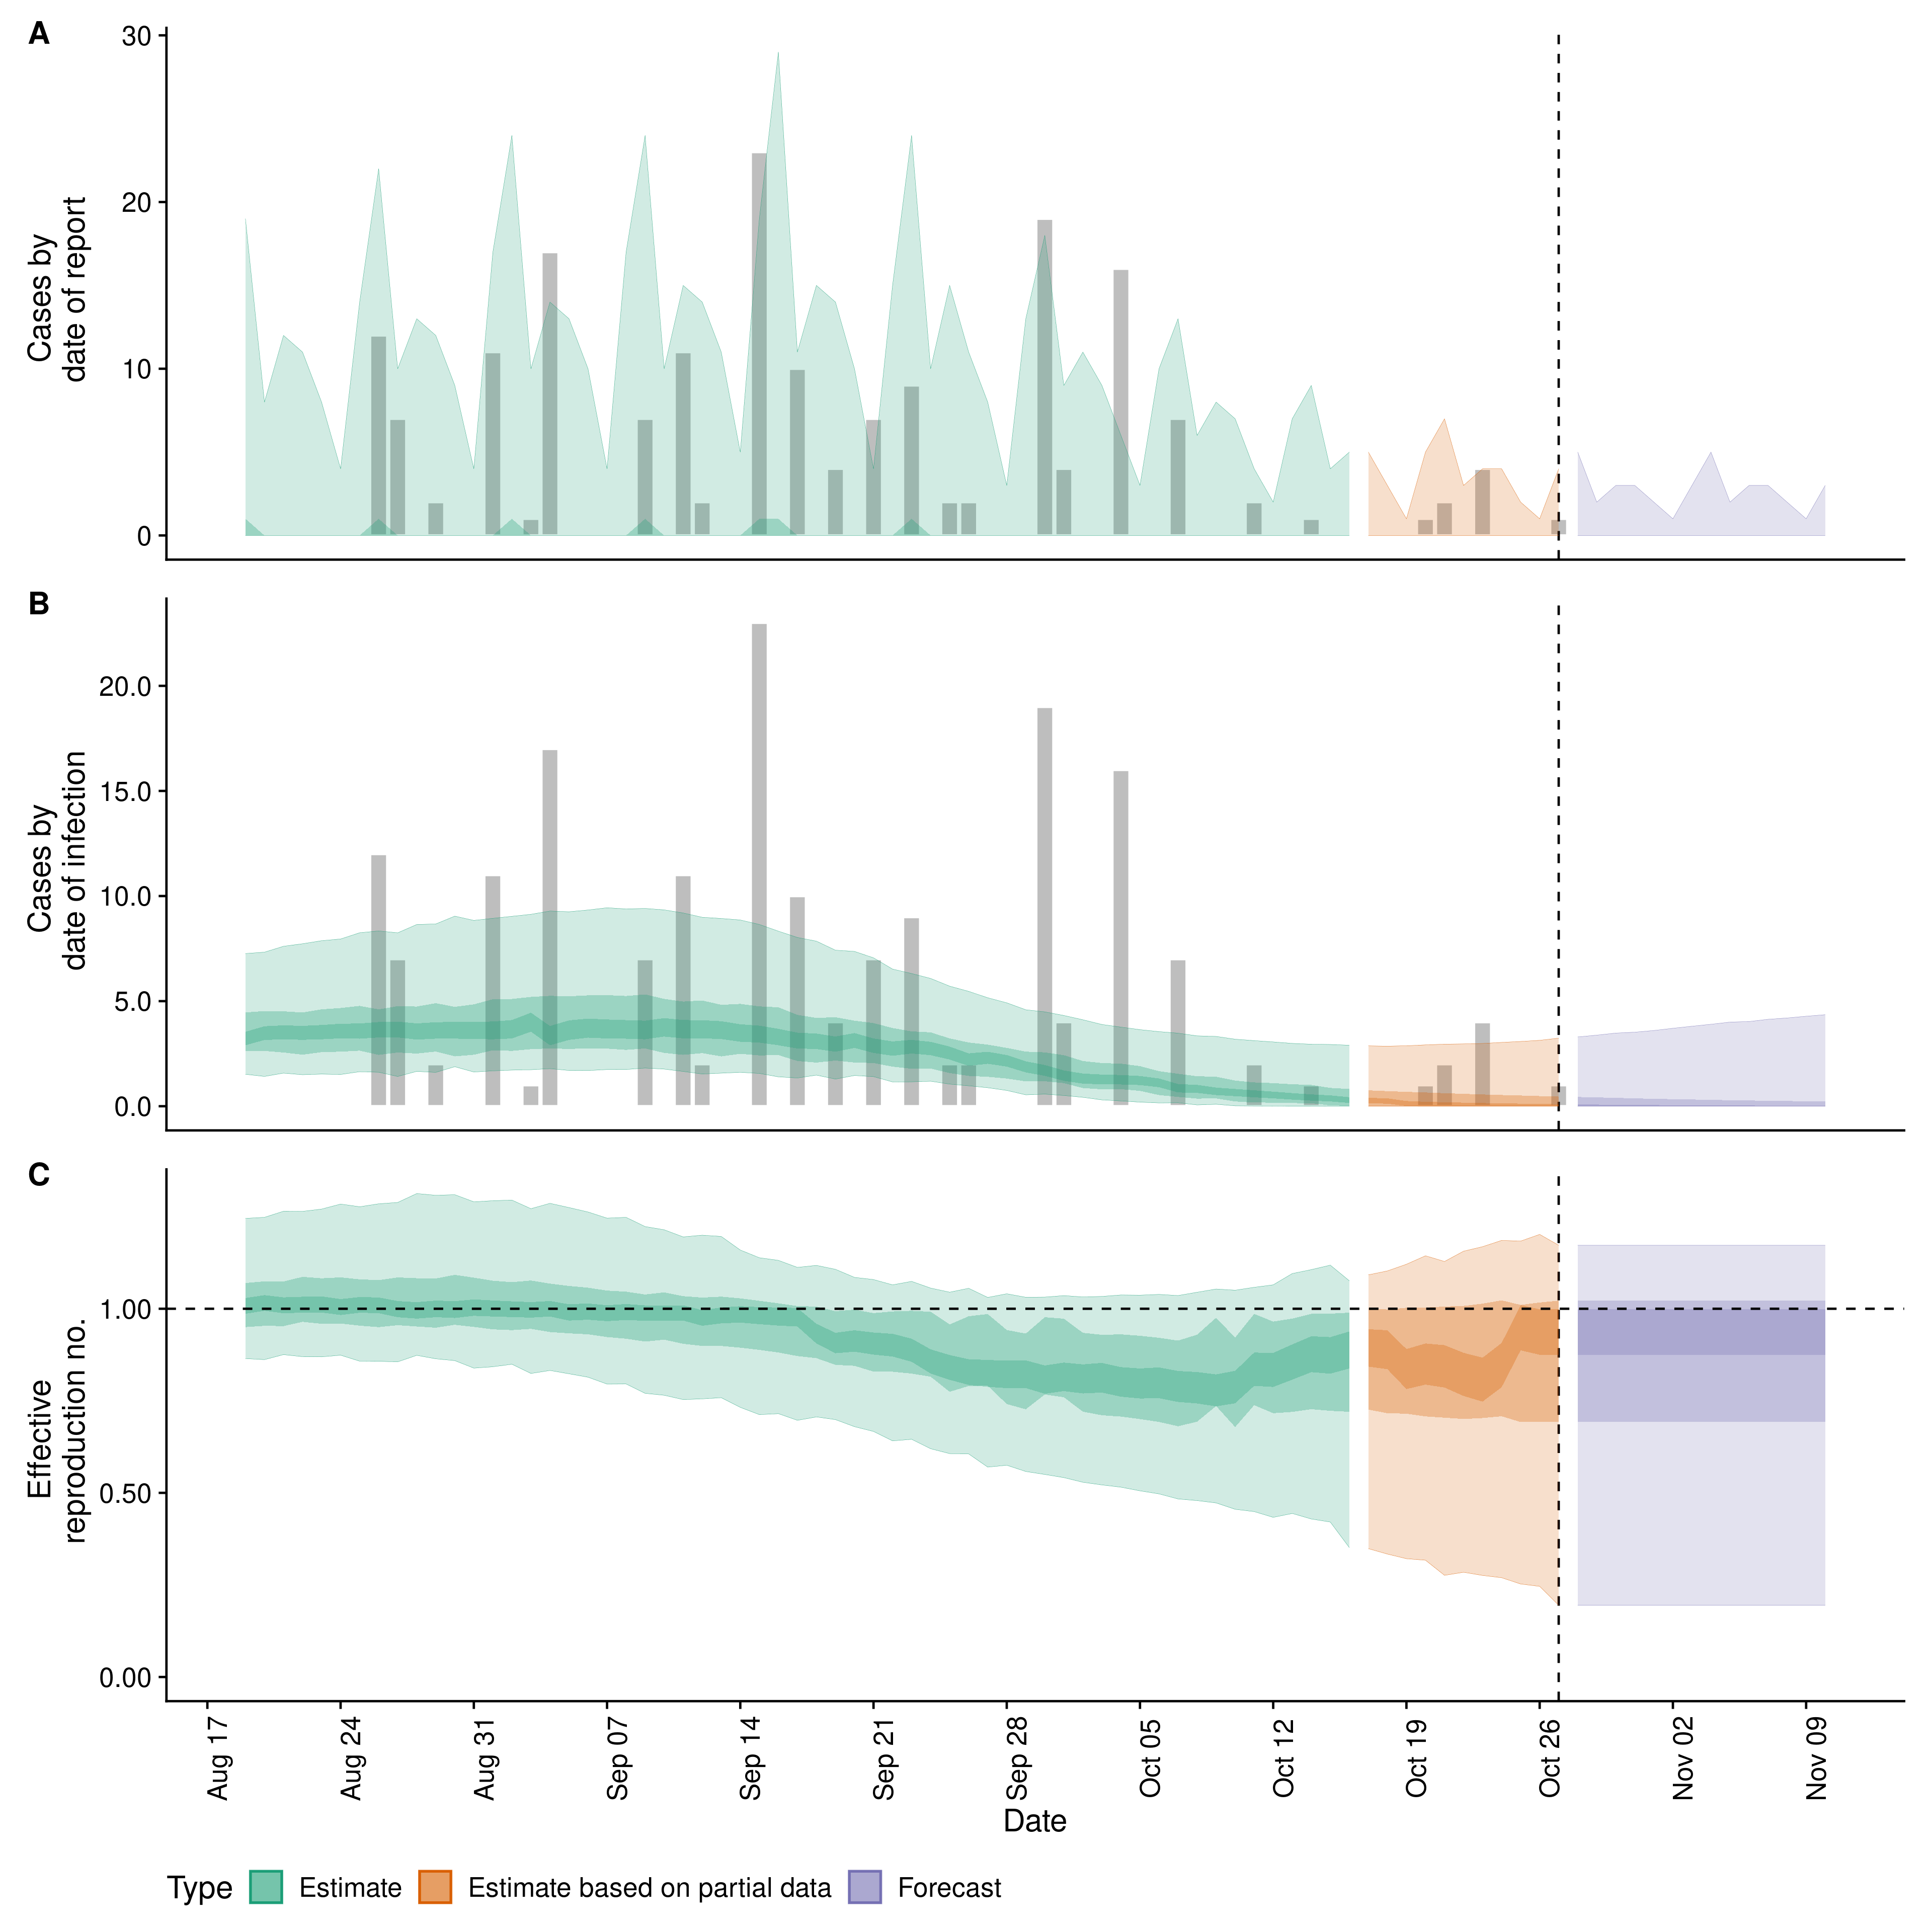 A
30
20
10
0
Cases by
date of report
B
20.0
15.0
10.0
5.0
0.0
Cases by
date of infection
C
1.00
0.50
0.00
Effective
reproduction no.
Aug 17
Aug 24
Aug 31
Sep 07
Sep 14
Sep 21
Sep 28
Oct 05
Oct 12
Oct 19
Oct 26
Nov 02
Nov 09
Date
Type Estimate Estimate based on partial data Forecast